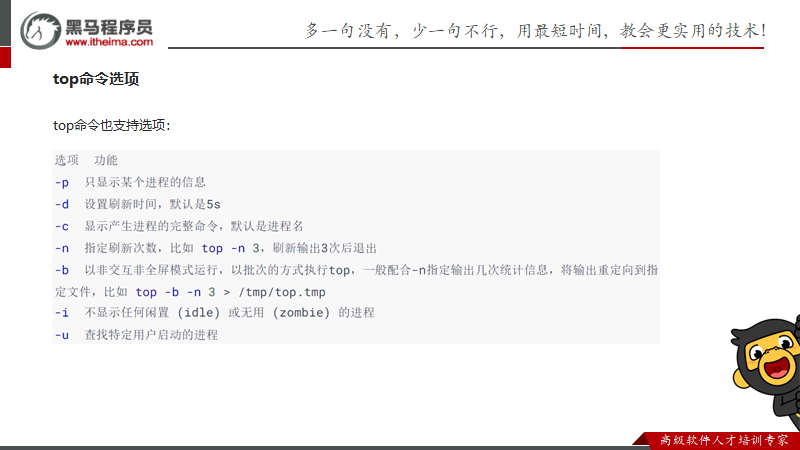 黑马程序员
www.itheima.com
多一句没有，少一句不行，用最短时间，教会更实用的技术！
top命令选项
top命令也支持选项：
选项 功能
-p 只显示某个进程的信息
-d 设置刷新时间，默认是5s
-c 显示产生进程的完整命令，默认是进程名
-n 指定刷新次数，比如 top -n 3，刷新输出3次后退出
-b 以非交互非全屏模式运行，以批次的方式执行top，一般配合-n指定输出几次统计信息，将输出重定向到指
定文件，比如 top -b -n 3 > /tmp/top.tmp
-i 不显示任何闲置 (idle) 或无用 (zombie) 的进程
-u 查找特定用户启动的进程
高级软件人才培训专家